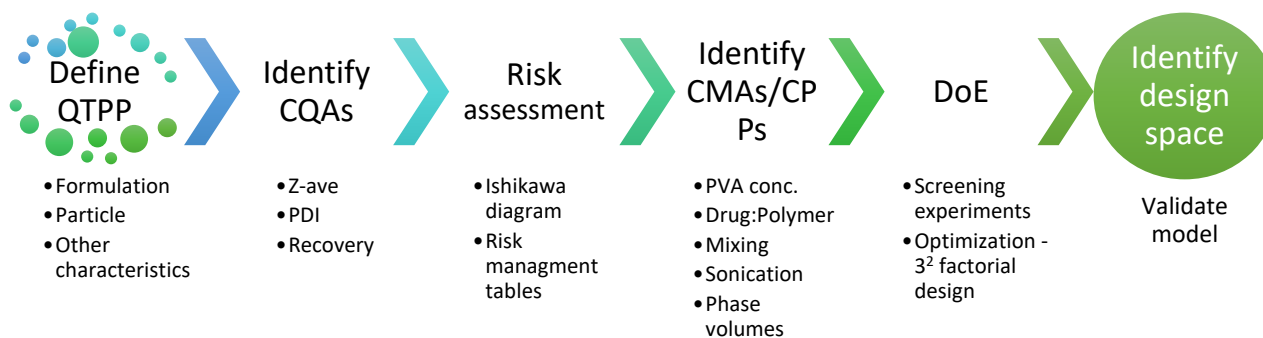 Define
QTPP
•Formulation
•Particle
•Other
characteristics
Identify
CQAs
•Z-ave
•PDI
•Recovery
Risk
assessment
•Ishikawa
diagram
•Risk
managment
tables
Identify
CMAs/CP
Ps
•PVA conc.
•Drug:Polymer
•Mixing
•Sonication
•Phase
volumes
DoE
•Screening
experiments
•Optimization -
3² factorial
design
Identify
design
space
Validate
model